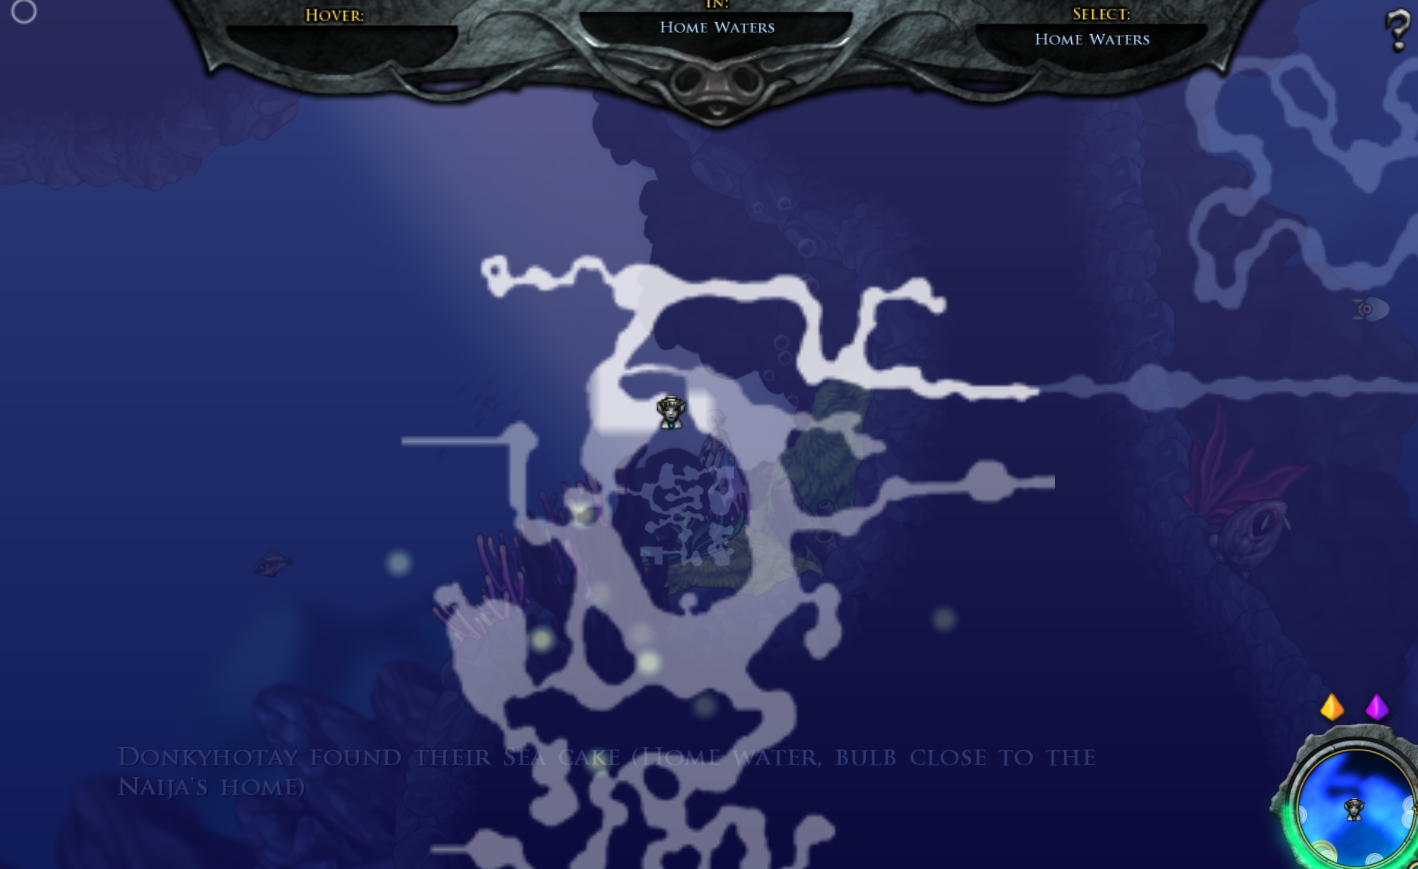 Hover:
In:
Home Waters
Select:
Home Waters
?
Donkyhotay found their Sea cake (Home water, bulb close to the
Naija's home)